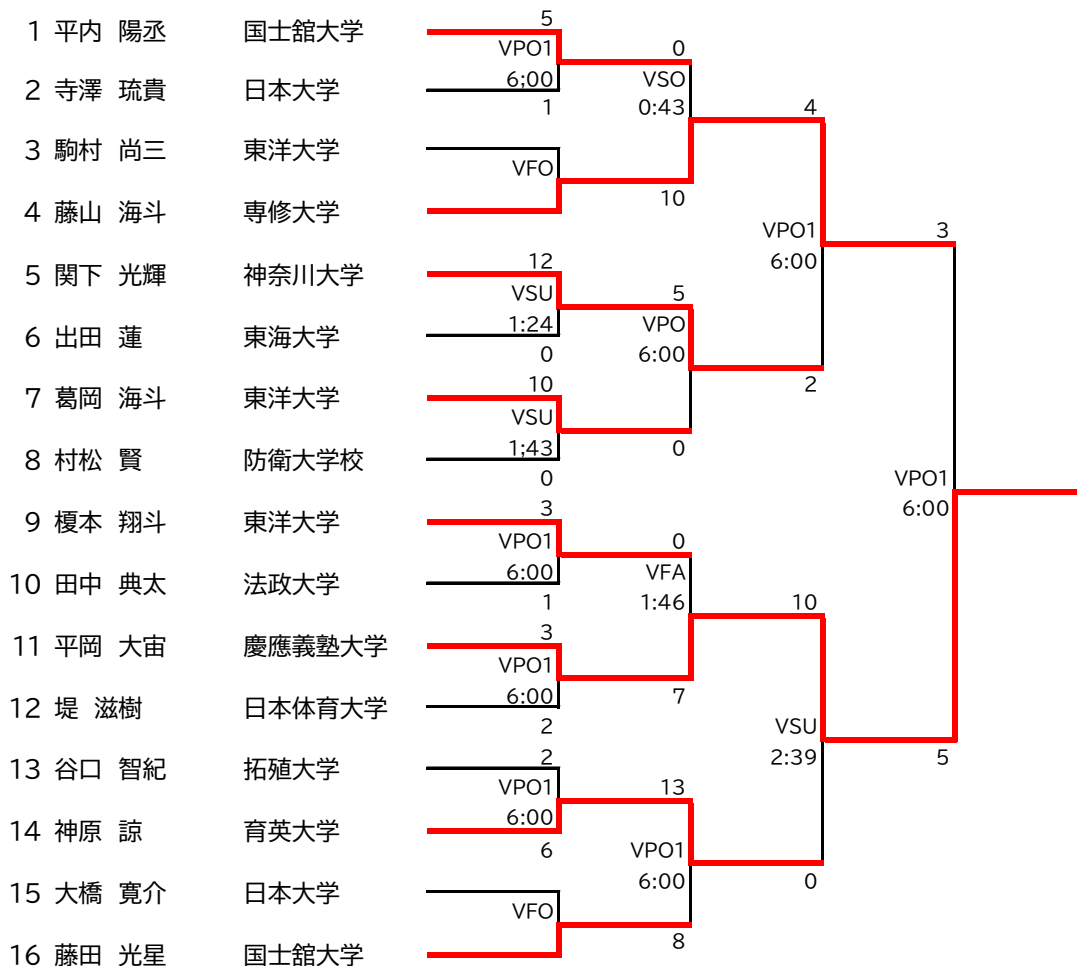 5
1 平内 陽丞 国士舘大学
VPO1 0
6;00 VSO
2 寺澤 琉貴 日本大学
1 0:43 4
3 駒村 尚三 東洋大学
VFO
10
4 藤山 海斗 専修大学
VPO1 3
12 6:00
5 関下 光輝 神奈川大学
VSU 5
1:24 VPO
6 出田 蓮 東海大学
0 6:00
10 2
7 葛岡 海斗 東洋大学
VSU
1;43 0
8 村松 賢 防衛大学校
0 VPO1
3 6:00
9 榎本 翔斗 東洋大学
VPO1 0
6:00 VFA
10 田中 典太 法政大学
1 1:46 10
3
11 平岡 大宙 慶應義塾大学
VPO1
6:00 7
12 堤 滋樹 日本体育大学
2 VSU
2 2:39 5
13 谷口 智紀 拓殖大学
VPO1 13
6:00
14 神原 諒 育英大学
6 VPO1
6:00 0
15 大橋 寛介 日本大学
VFO
8
16 藤田 光星 国士舘大学